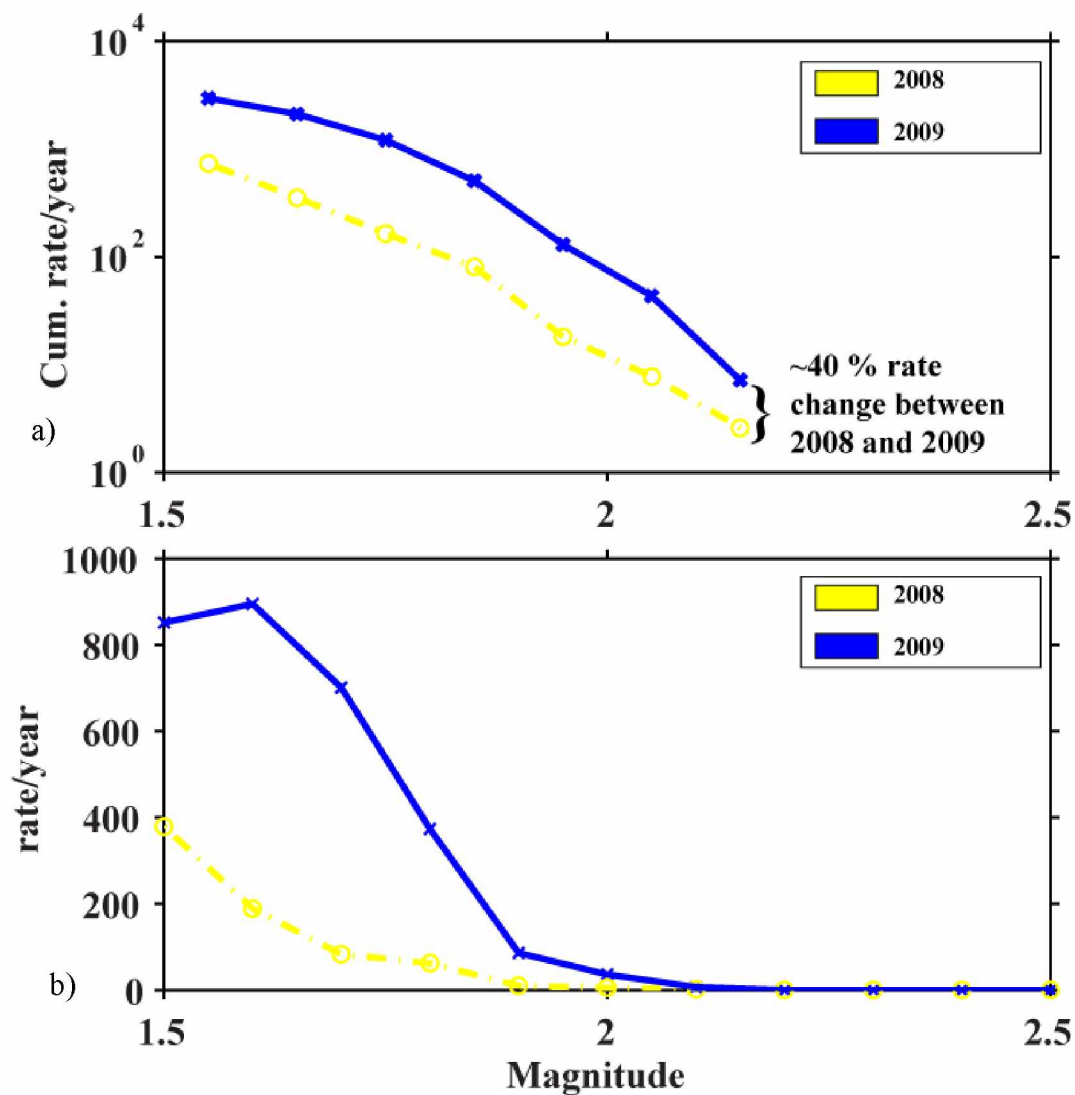 10^4
2008
2009
Cum. rate/year
10^2
~40 % rate
change between
2008 and 2009
a)
10^0
1.5
2
2.5
1000
2008
2009
800
600
rate/year
400
200
b)
0
1.5
2
2.5
Magnitude